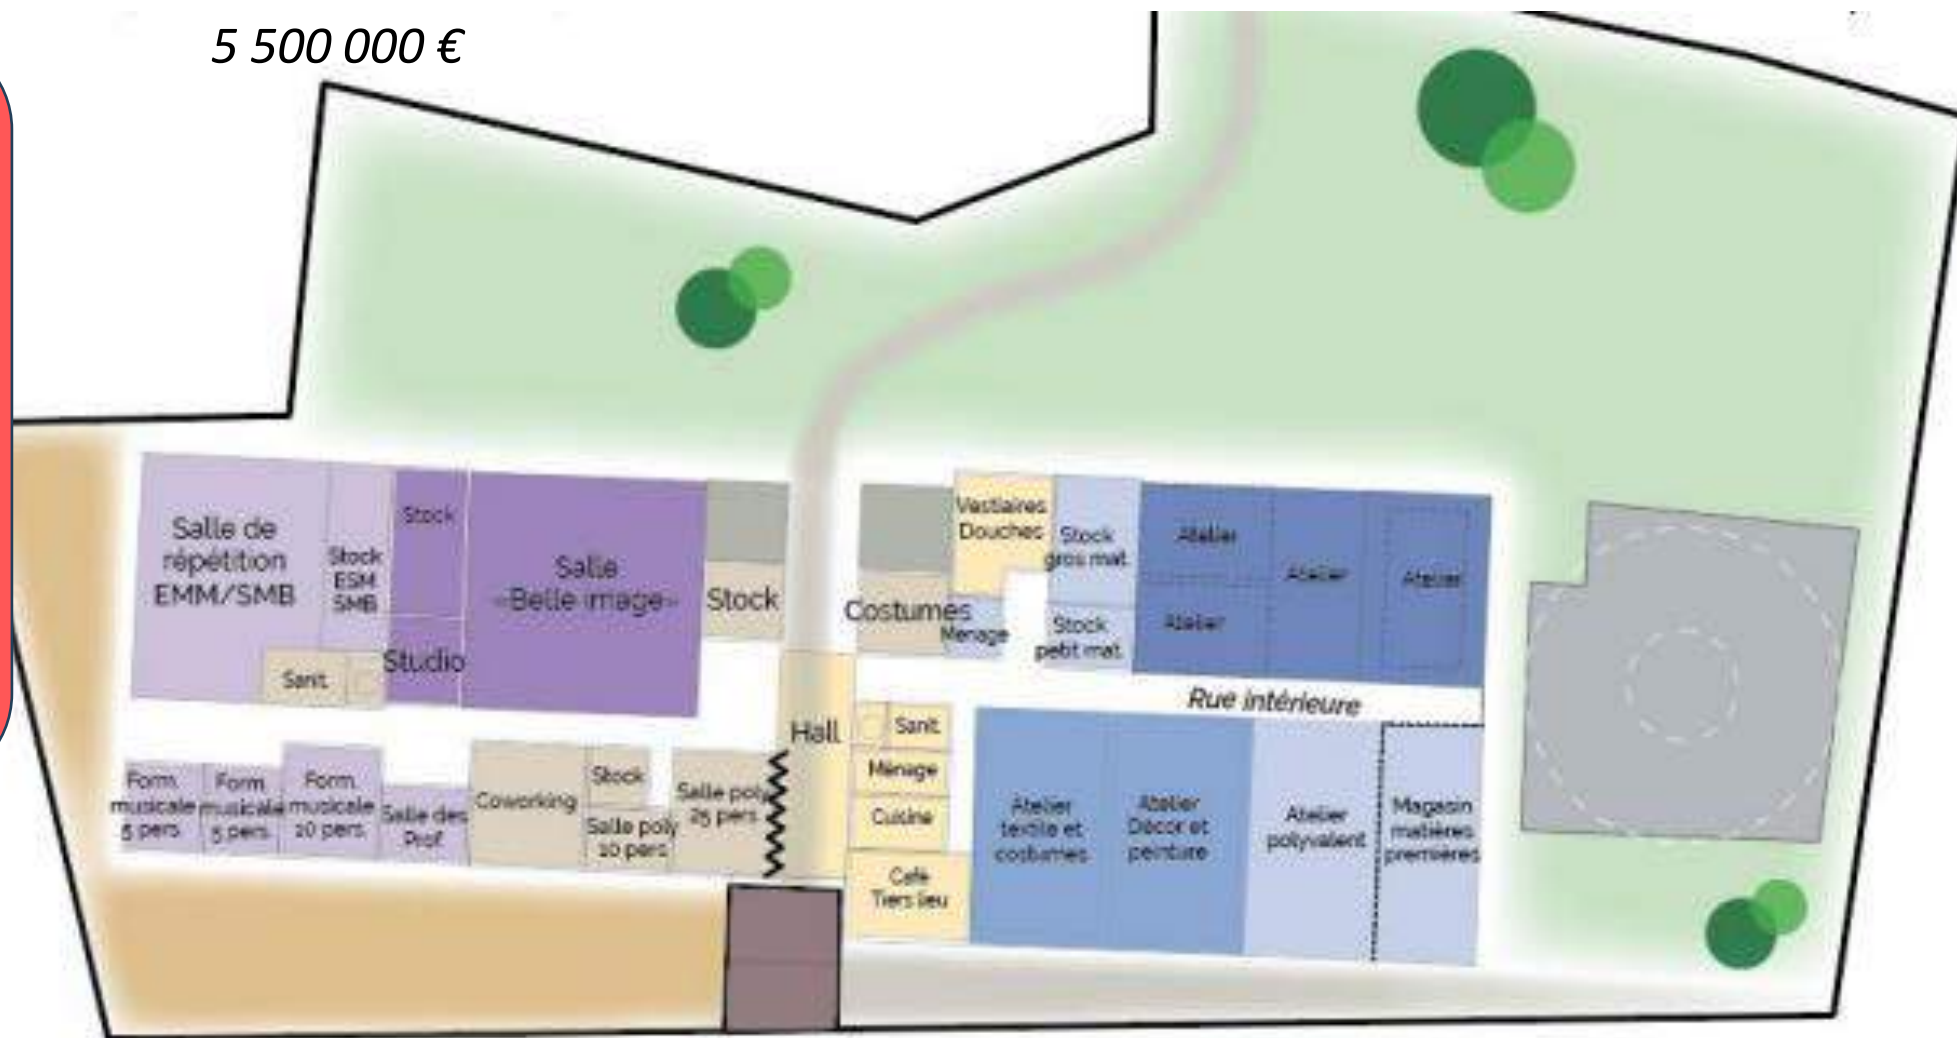 5 500 000 €
Salle de
répétition
EMM/SMB
Stock
ESM
SMB
Stock
Studio
Sanit.
Salle
«Belle image»
Stock
Costumes
Vestiaires
Douches
Ménage
Stock
gros mat.
Stock
petit mat.
Atelier
Atelier
Atelier
Atelier
Rue intérieure
Hall
Form.
musicale
5 pers.
Form.
musicale
5 pers.
Form.
musicale
10 pers.
Salle des
Prof.
Coworking
Stock
Salle poly
10 pers.
Salle poly
25 pers.
Sanit.
Ménage
Cuisine
Café
Tiers lieu
Atelier
textile et
costumes
Atelier
Décor et
peinture
Atelier
polyvalent
Magasin
matières
premières